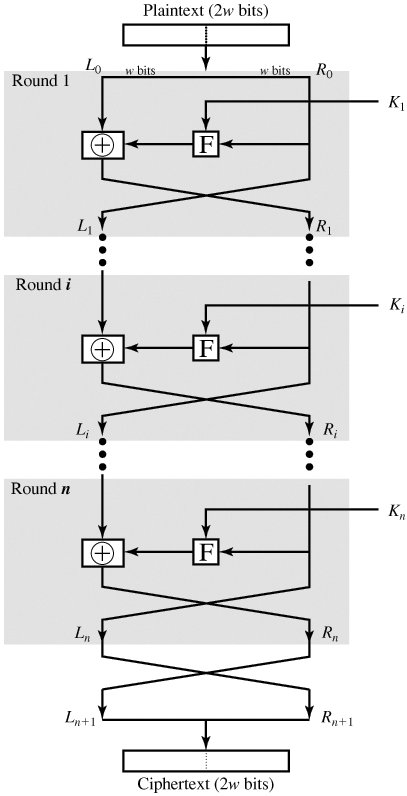 Plaintext (2w bits)
L0 w bits w bits R0
Round 1
K1
+ F
L1 R1
Round i
Ki
+ F
Li Ri
Round n
Kn
+ F
Ln Rn
Ln+1 Rn+1
Ciphertext (2w bits)